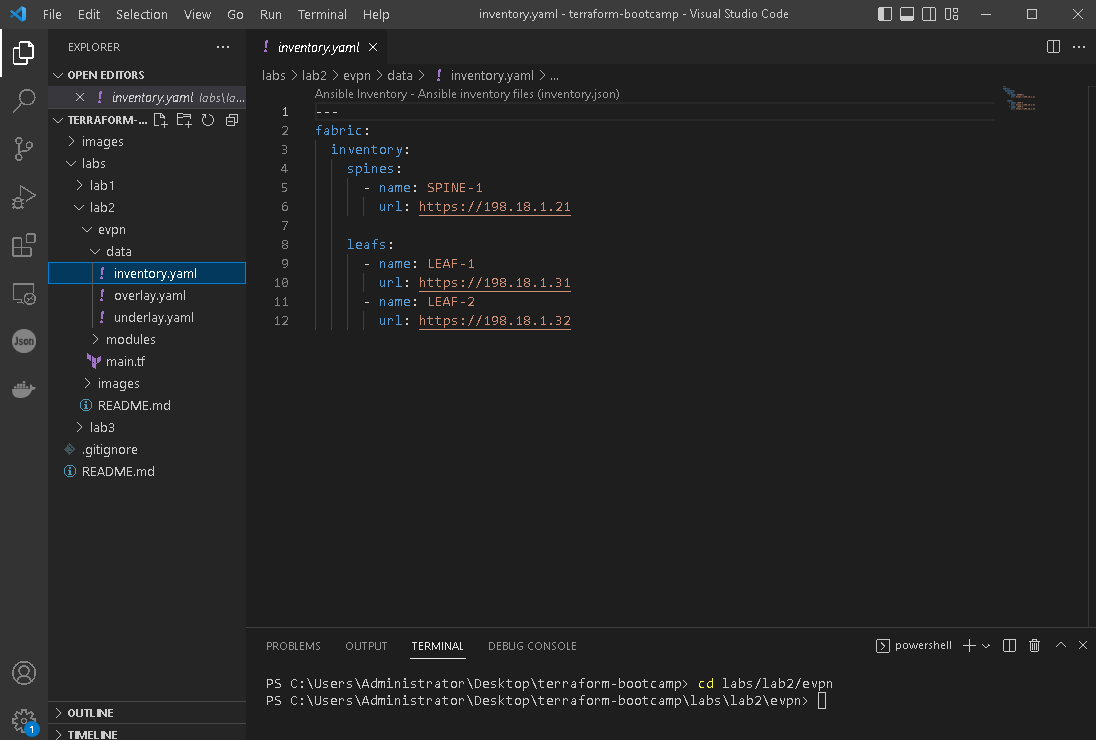 File Edit Selection View Go Run Terminal Help inventory.yaml - terraform-bootcamp - Visual Studio Code
EXPLORER
OPEN EDITORS
inventory.yaml labs\la...
TERRAFORM-...
images
labs
lab1
lab2
evpn
data
inventory.yaml
overlay.yaml
underlay.yaml
modules
main.tf
images
README.md
lab3
.gitignore
README.md
OUTLINE
TIMELINE
Json
1
! inventory.yaml
labs > lab2 > evpn > data > ! inventory.yaml > ...
Ansible Inventory - Ansible inventory files (inventory.json)
1 ---
2 fabric:
3 inventory:
4 spines:
5 - name: SPINE-1
6 url: https://198.18.1.21
7
8 leafs:
9 - name: LEAF-1
10 url: https://198.18.1.31
11 - name: LEAF-2
12 url: https://198.18.1.32
PROBLEMS OUTPUT TERMINAL DEBUG CONSOLE powershell
PS C:\Users\Administrator\Desktop\terraform-bootcamp> cd labs/lab2/evpn
PS C:\Users\Administrator\Desktop\terraform-bootcamp\labs\lab2\evpn>